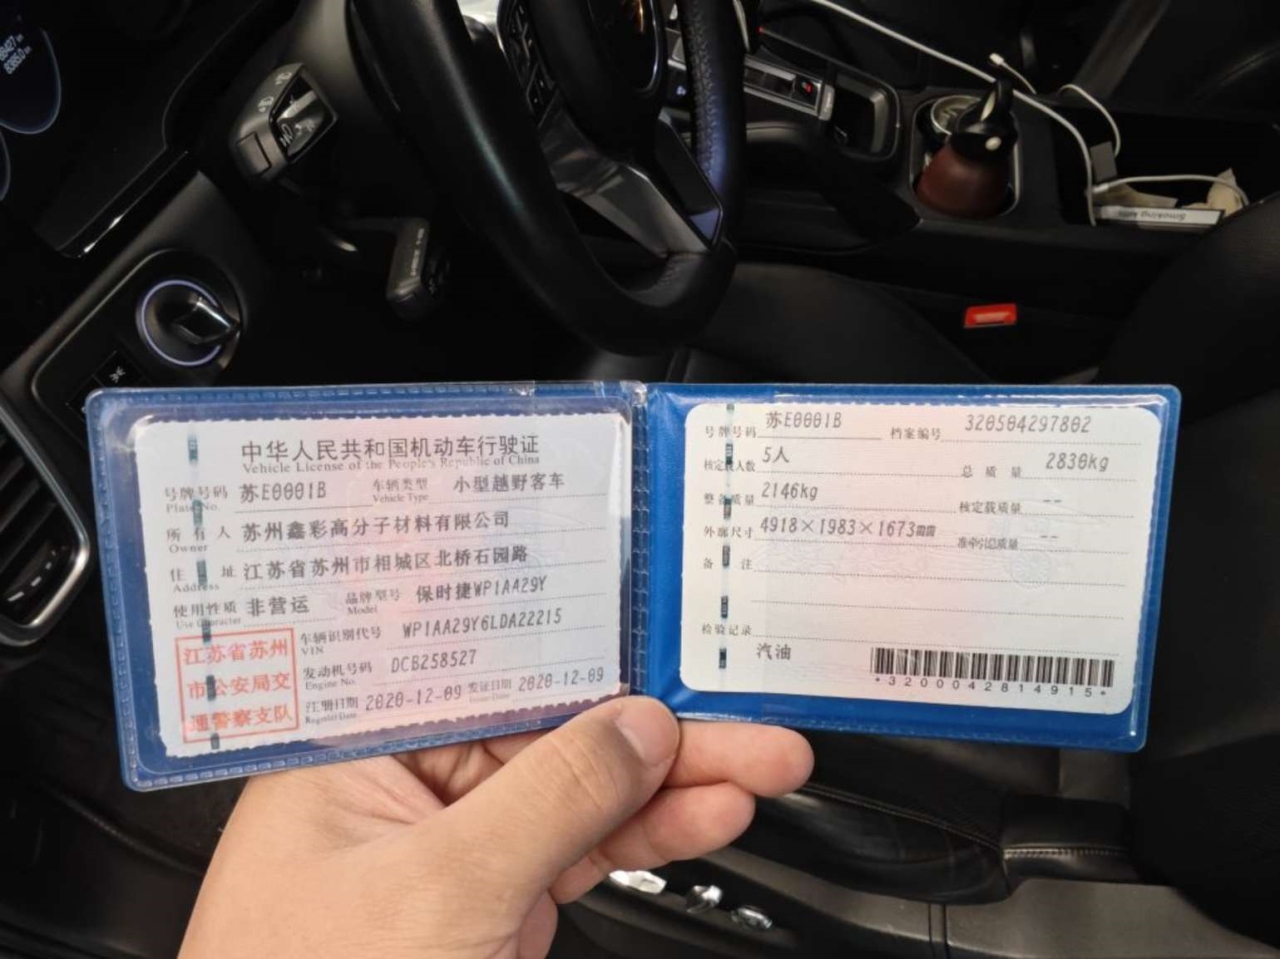 中华人民共和国机动车行驶证
Vehicle License of the People's Republic of China
号牌号码 苏E0001B 车辆类型 小型越野客车
Plate No. Vehicle Type
所有人 苏州鑫彩高分子材料有限公司
Owner
住址 江苏省苏州市相城区北桥石园路
Address
使用性质 非营运 品牌型号 保时捷WP1AA29Y
Use Character Model
江苏省苏州
市公安局交
通警察支队
车辆识别代号 WP1AA29Y6LDA22215
VIN
发动机号码 DCB258527
Engine No.
注册日期 2020-12-09 发证日期 2020-12-09
Register Date Issue Date
号牌号码 苏E0001B 档案编号 320504297802
核定载人数 5人 总质量 2830kg
整备质量 2146kg 核定载质量 --
外廓尺寸 4918×1983×1673mm 准牵引总质量 --
备注
检验记录
汽油
*3200042814915*